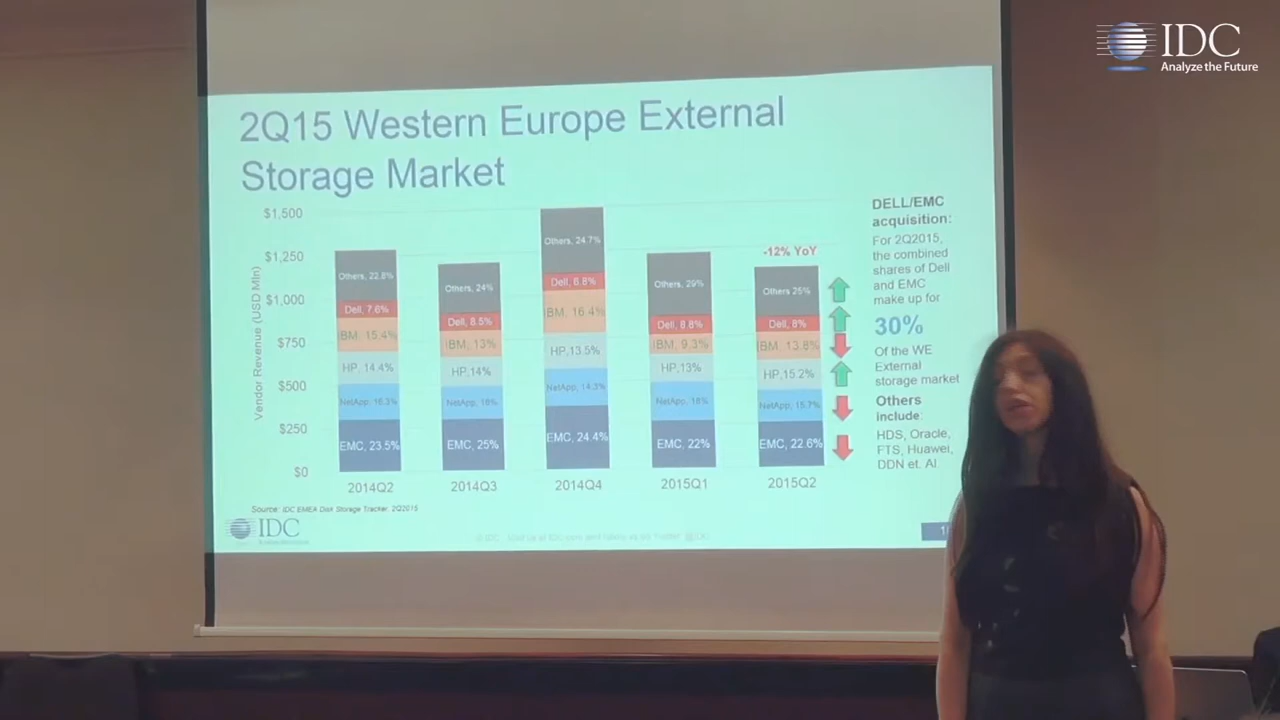 IDC
Analyze the Future
2Q15 Western Europe External
Storage Market
Vendor Revenue (USD Mln)
$1,500
$1,250
$1,000
$750
$500
$250
$0
Others, 22.8%
Dell, 7.6%
IBM, 15.4%
HP, 14.4%
NetApp, 16.3%
EMC, 23.5%
2014Q2
Others, 24%
Dell, 8.5%
IBM, 13%
HP, 14%
NetApp, 16%
EMC, 25%
2014Q3
Others, 24.7%
Dell, 6.8%
IBM, 16.4%
HP,13.5%
NetApp, 14.3%
EMC, 24.4%
2014Q4
Others, 29%
Dell, 8.8%
IBM, 9.3%
HP,13%
NetApp, 18%
EMC, 22%
2015Q1
-12% YoY
Others 25%
Dell, 8%
IBM, 13.8%
HP,15.2%
NetApp, 15.7%
EMC, 22.6%
2015Q2
DELL/EMC
acquisition:
For 2Q2015,
the combined
shares of Dell
and EMC
make up for
30%
Of the WE
External
storage market
Others
include:
HDS, Oracle,
FTS, Huawei,
DDN et. Al
Source: IDC EMEA Disk Storage Tracker, 2Q2015
IDC
© IDC